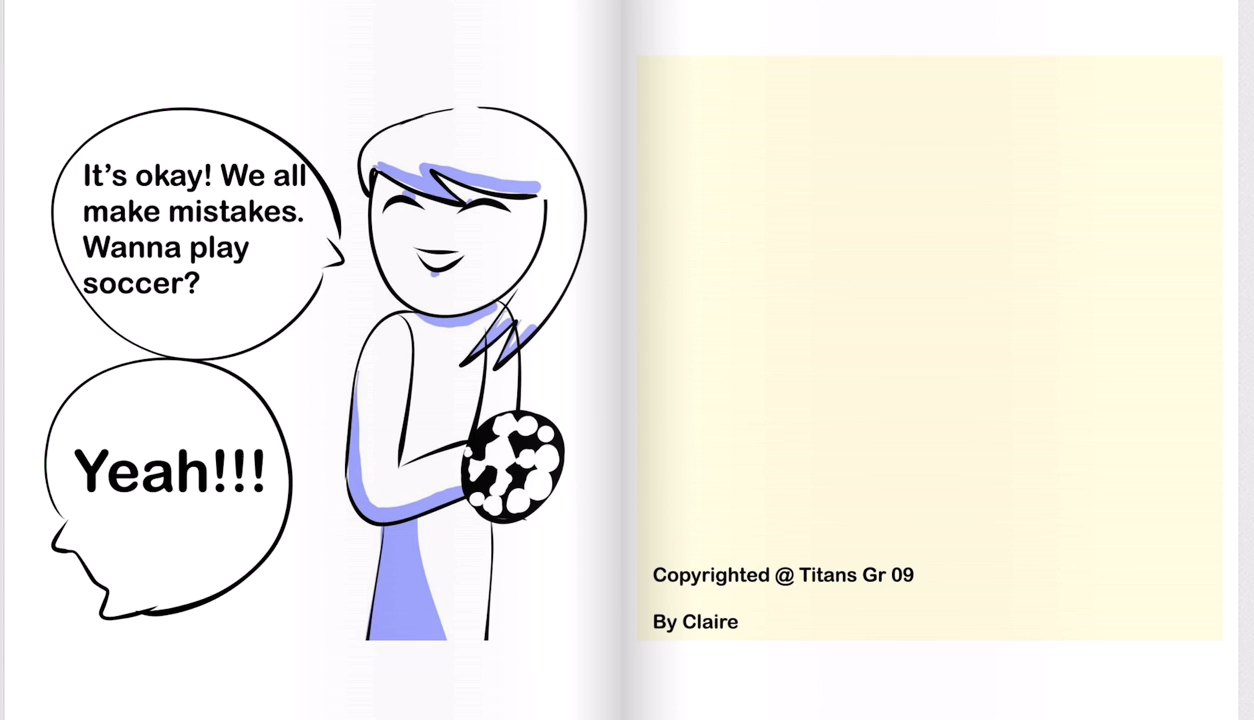 It’s okay! We all
make mistakes.
Wanna play
soccer?
Yeah!!!
Copyrighted @ Titans Gr 09
By Claire